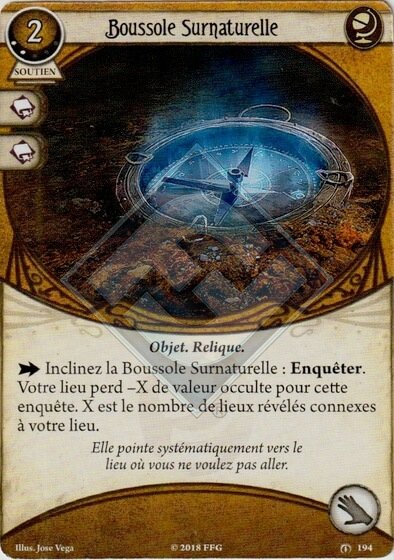 2
Boussole Surnaturelle
SOUTIEN
Objet. Relique.
Inclinez la Boussole Surnaturelle : Enquêter.
Votre lieu perd –X de valeur occulte pour cette
enquête. X est le nombre de lieux révélés connexes
à votre lieu.
Elle pointe systématiquement vers le
lieu où vous ne voulez pas aller.
Illus. Jose Vega
© 2018 FFG
194